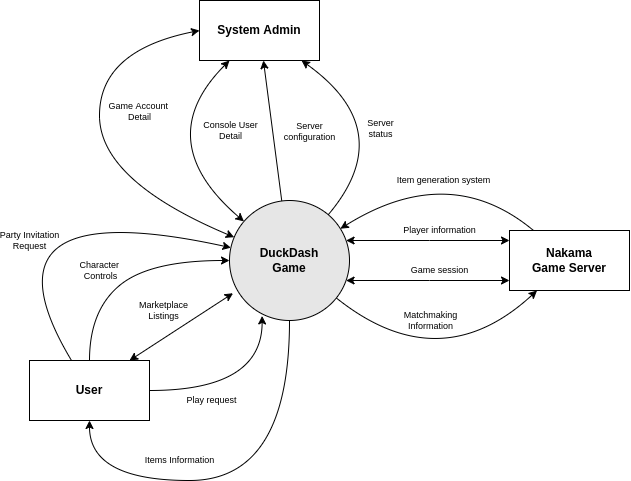 System Admin
Game Account
Detail
Console User
Detail
Server
configuration
Server
status
Item generation system
Party Invitation
Request
Character
Controls
DuckDash
Game
Player information
Game session
Nakama
Game Server
Marketplace
Listings
Matchmaking
Information
User
Play request
Items Information